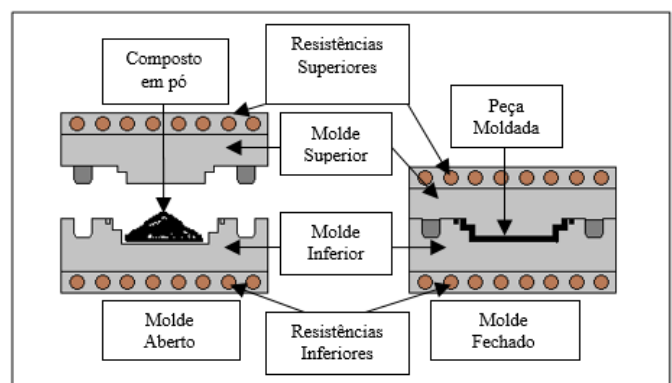 Composto
em pó
Resistências
Superiores
Peça
Moldada
Molde
Superior
Molde
Inferior
Molde
Aberto
Resistências
Inferiores
Molde
Fechado